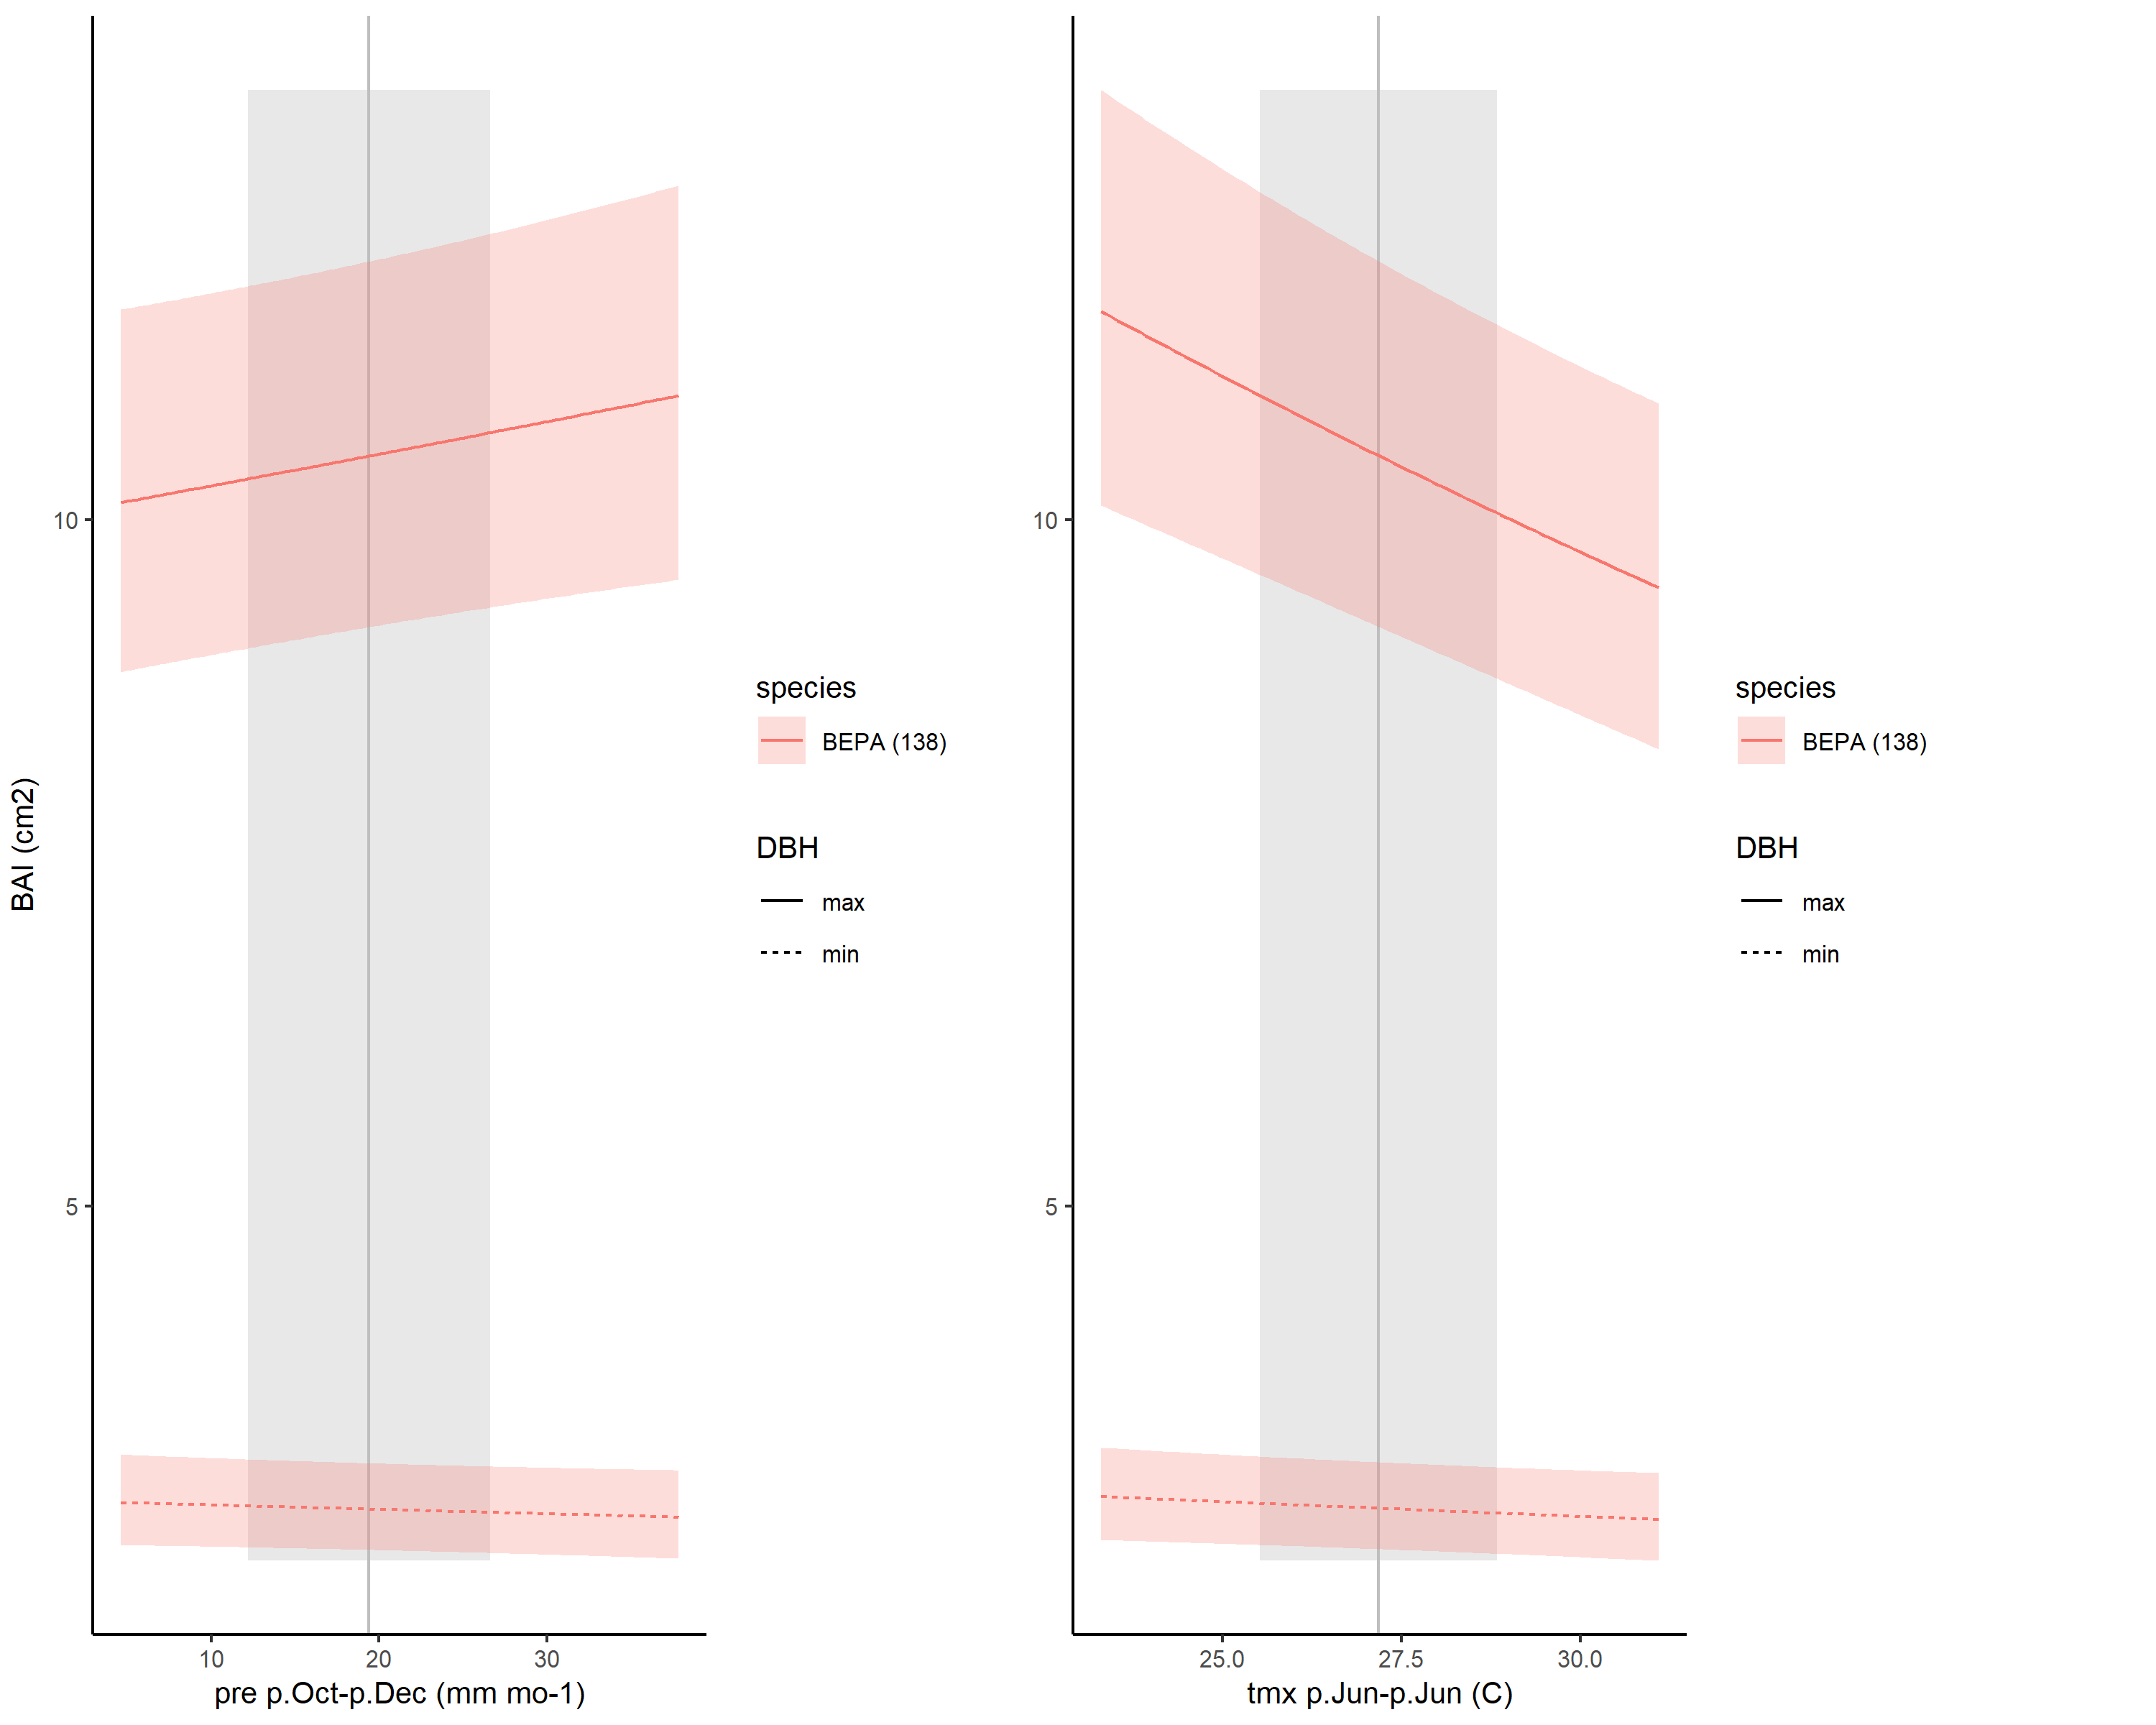 BAI (cm2)
10
5
10
20
30
pre p.Oct-p.Dec (mm mo-1)
species
BEPA (138)
DBH
max
min
10
5
25.0
27.5
30.0
tmx p.Jun-p.Jun (C)
species
BEPA (138)
DBH
max
min